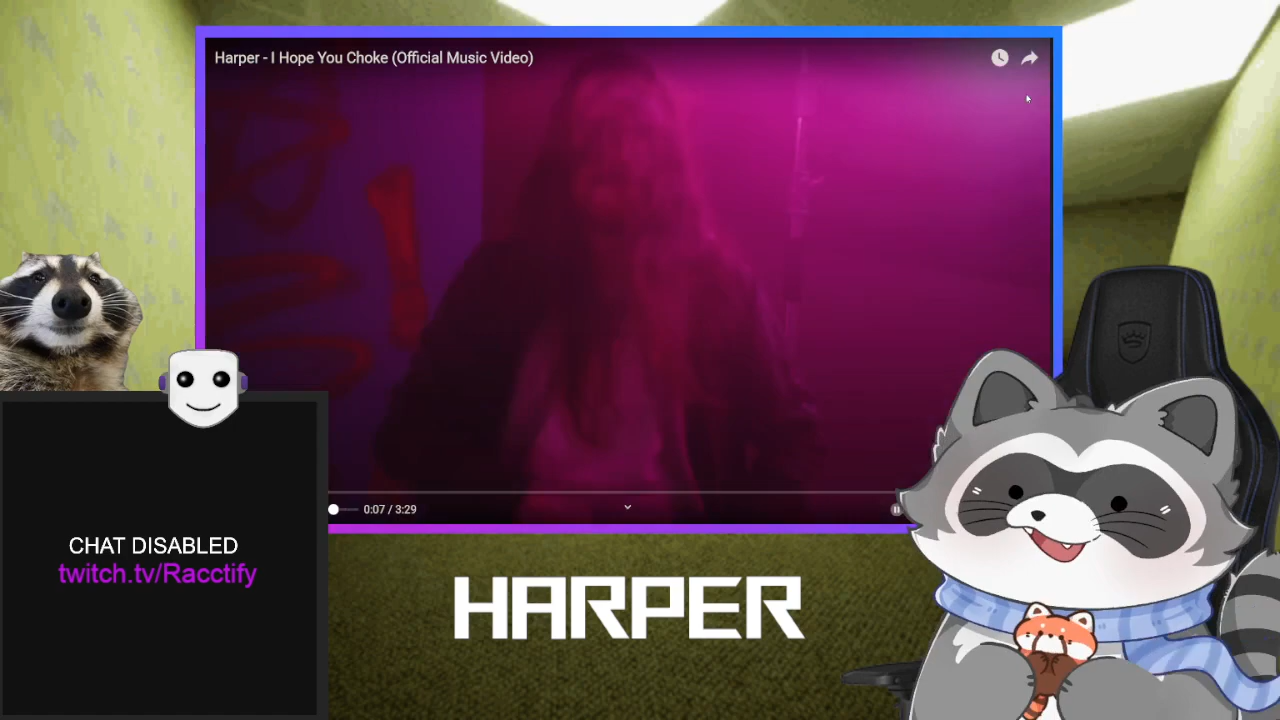 Harper - I Hope You Choke (Official Music Video)
0:07 / 3:29
CHAT DISABLED
twitch.tv/Racctify
HARPER